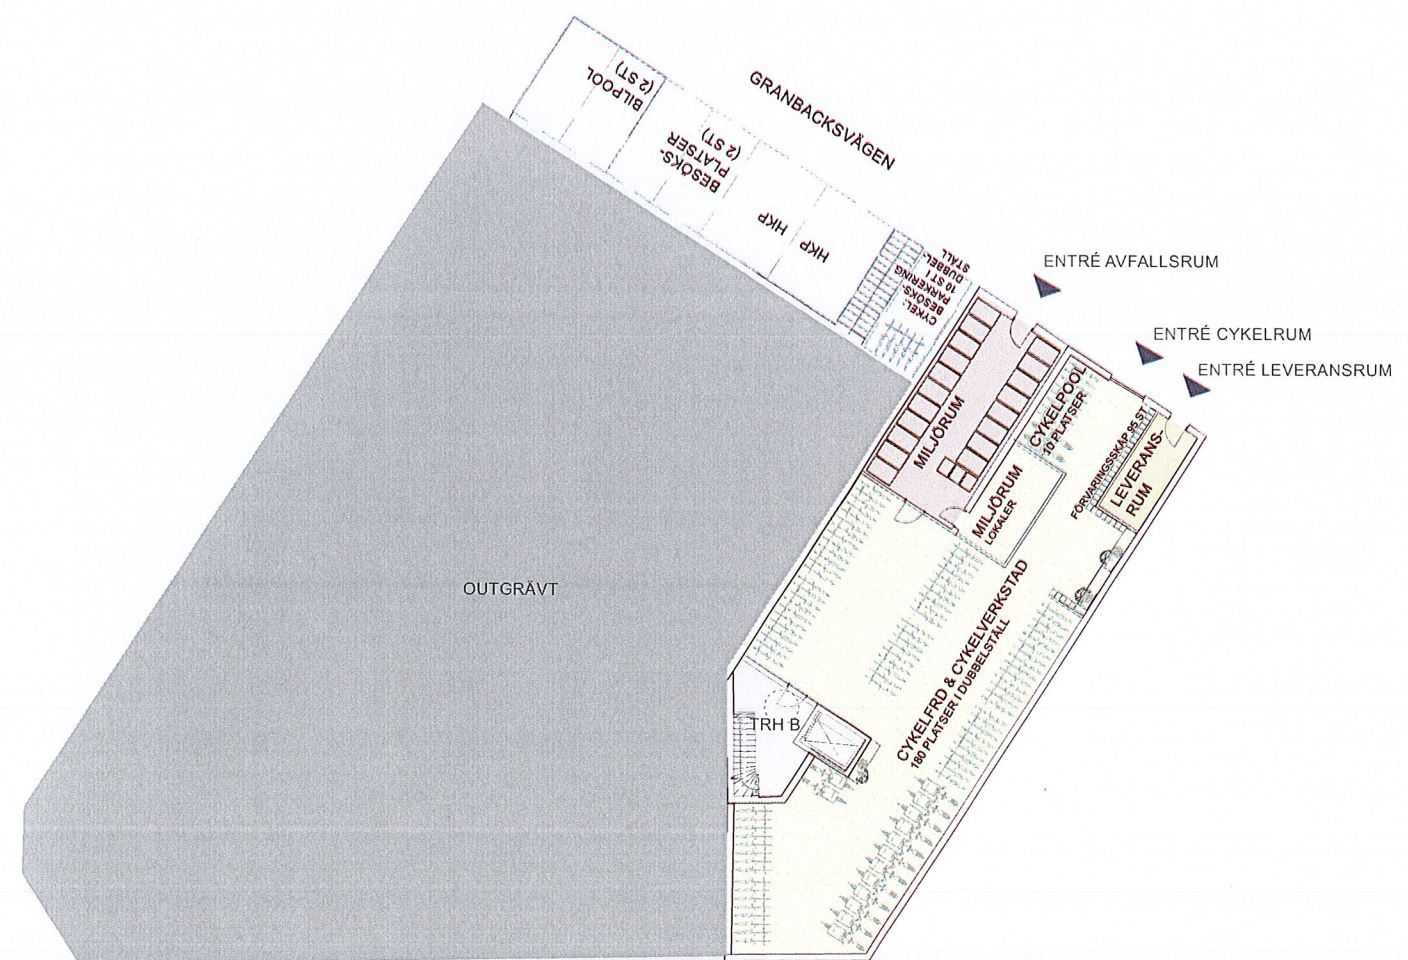 GRANBACKSVÄGEN
BILPOOL
(2 ST)
BESÖKS-
PLATSER
(2 ST)
HKP
HKP
CYKEL:
BESÖKS-
PARKERING
10 ST I
DUBBEL-
STÄLL
ENTRÉ AVFALLSRUM
ENTRÉ CYKELRUM
ENTRÉ LEVERANSRUM
MILJÖRUM
CYKELPOOL
10 PLATSER
MILJÖRUM
LOKALER
FÖRVARINGSSKÅP 95 ST
LEVERANS-
RUM
OUTGRÄVT
CYKELFRD & CYKELVERKSTAD
180 PLATSER I DUBBELSTÄLL
TRH B